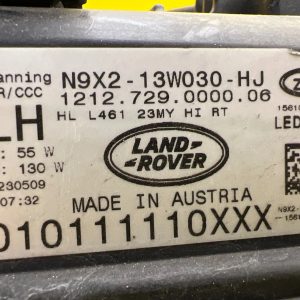 anning N9X2-13W030-HJ
R/CCC 1212.729.0000.06
LH HL L461 23MY HI RT
LED
: 55 W
: 130 W
LAND-
ROVER
230509
07:32
MADE IN AUSTRIA
N9X2-
010111110XXX